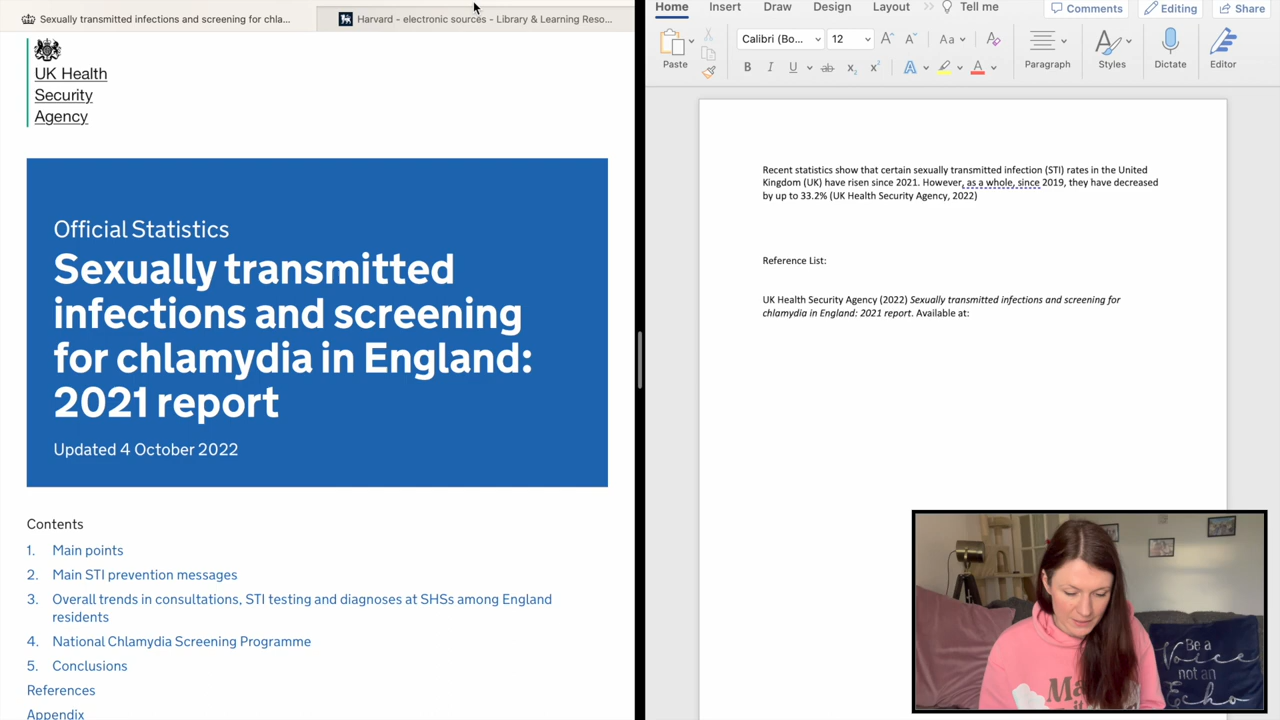 Sexually transmitted infections and screening for chla...
Harvard - electronic sources - Library & Learning Reso...
UK Health
Security
Agency
Official Statistics
Sexually transmitted
infections and screening
for chlamydia in England:
2021 report
Updated 4 October 2022
Contents
1. Main points
2. Main STI prevention messages
3. Overall trends in consultations, STI testing and diagnoses at SHSs among England
residents
4. National Chlamydia Screening Programme
5. Conclusions
References
Appendix
Home Insert Draw Design Layout Tell me
Comments Editing Share
Calibri (Bo... 12
Paste
Paragraph Styles Dictate Editor
Recent statistics show that certain sexually transmitted infection (STI) rates in the United
Kingdom (UK) have risen since 2021. However, as a whole, since 2019, they have decreased
by up to 33.2% (UK Health Security Agency, 2022)
Reference List:
UK Health Security Agency (2022) Sexually transmitted infections and screening for
chlamydia in England: 2021 report. Available at:
Be a
Voice
not an
Echo